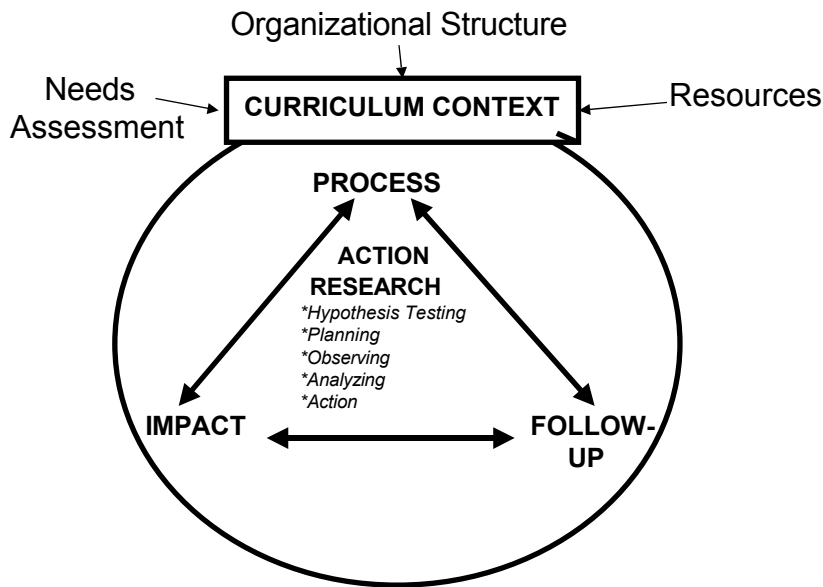 Organizational Structure
Needs
Assessment
CURRICULUM CONTEXT
Resources
PROCESS
ACTION
RESEARCH
*Hypothesis Testing
*Planning
*Observing
*Analyzing
*Action
IMPACT
FOLLOW-
UP